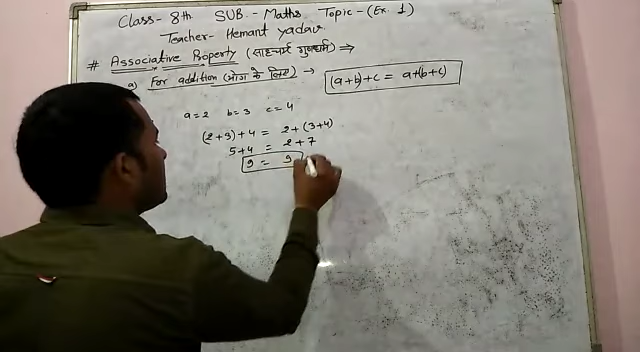 Class- 8th SUB.- Maths Topic-(Ex. 1)
Teacher- Hemant yadav.
# Associative Property (साहचर्य गुणधर्म) ⇒
a) For addition (योग के लिए) → (a+b)+c = a+(b+c)
a=2 b=3 c=4
(2+3)+4 = 2+(3+4)
5+4 = 2+7
9 = 9